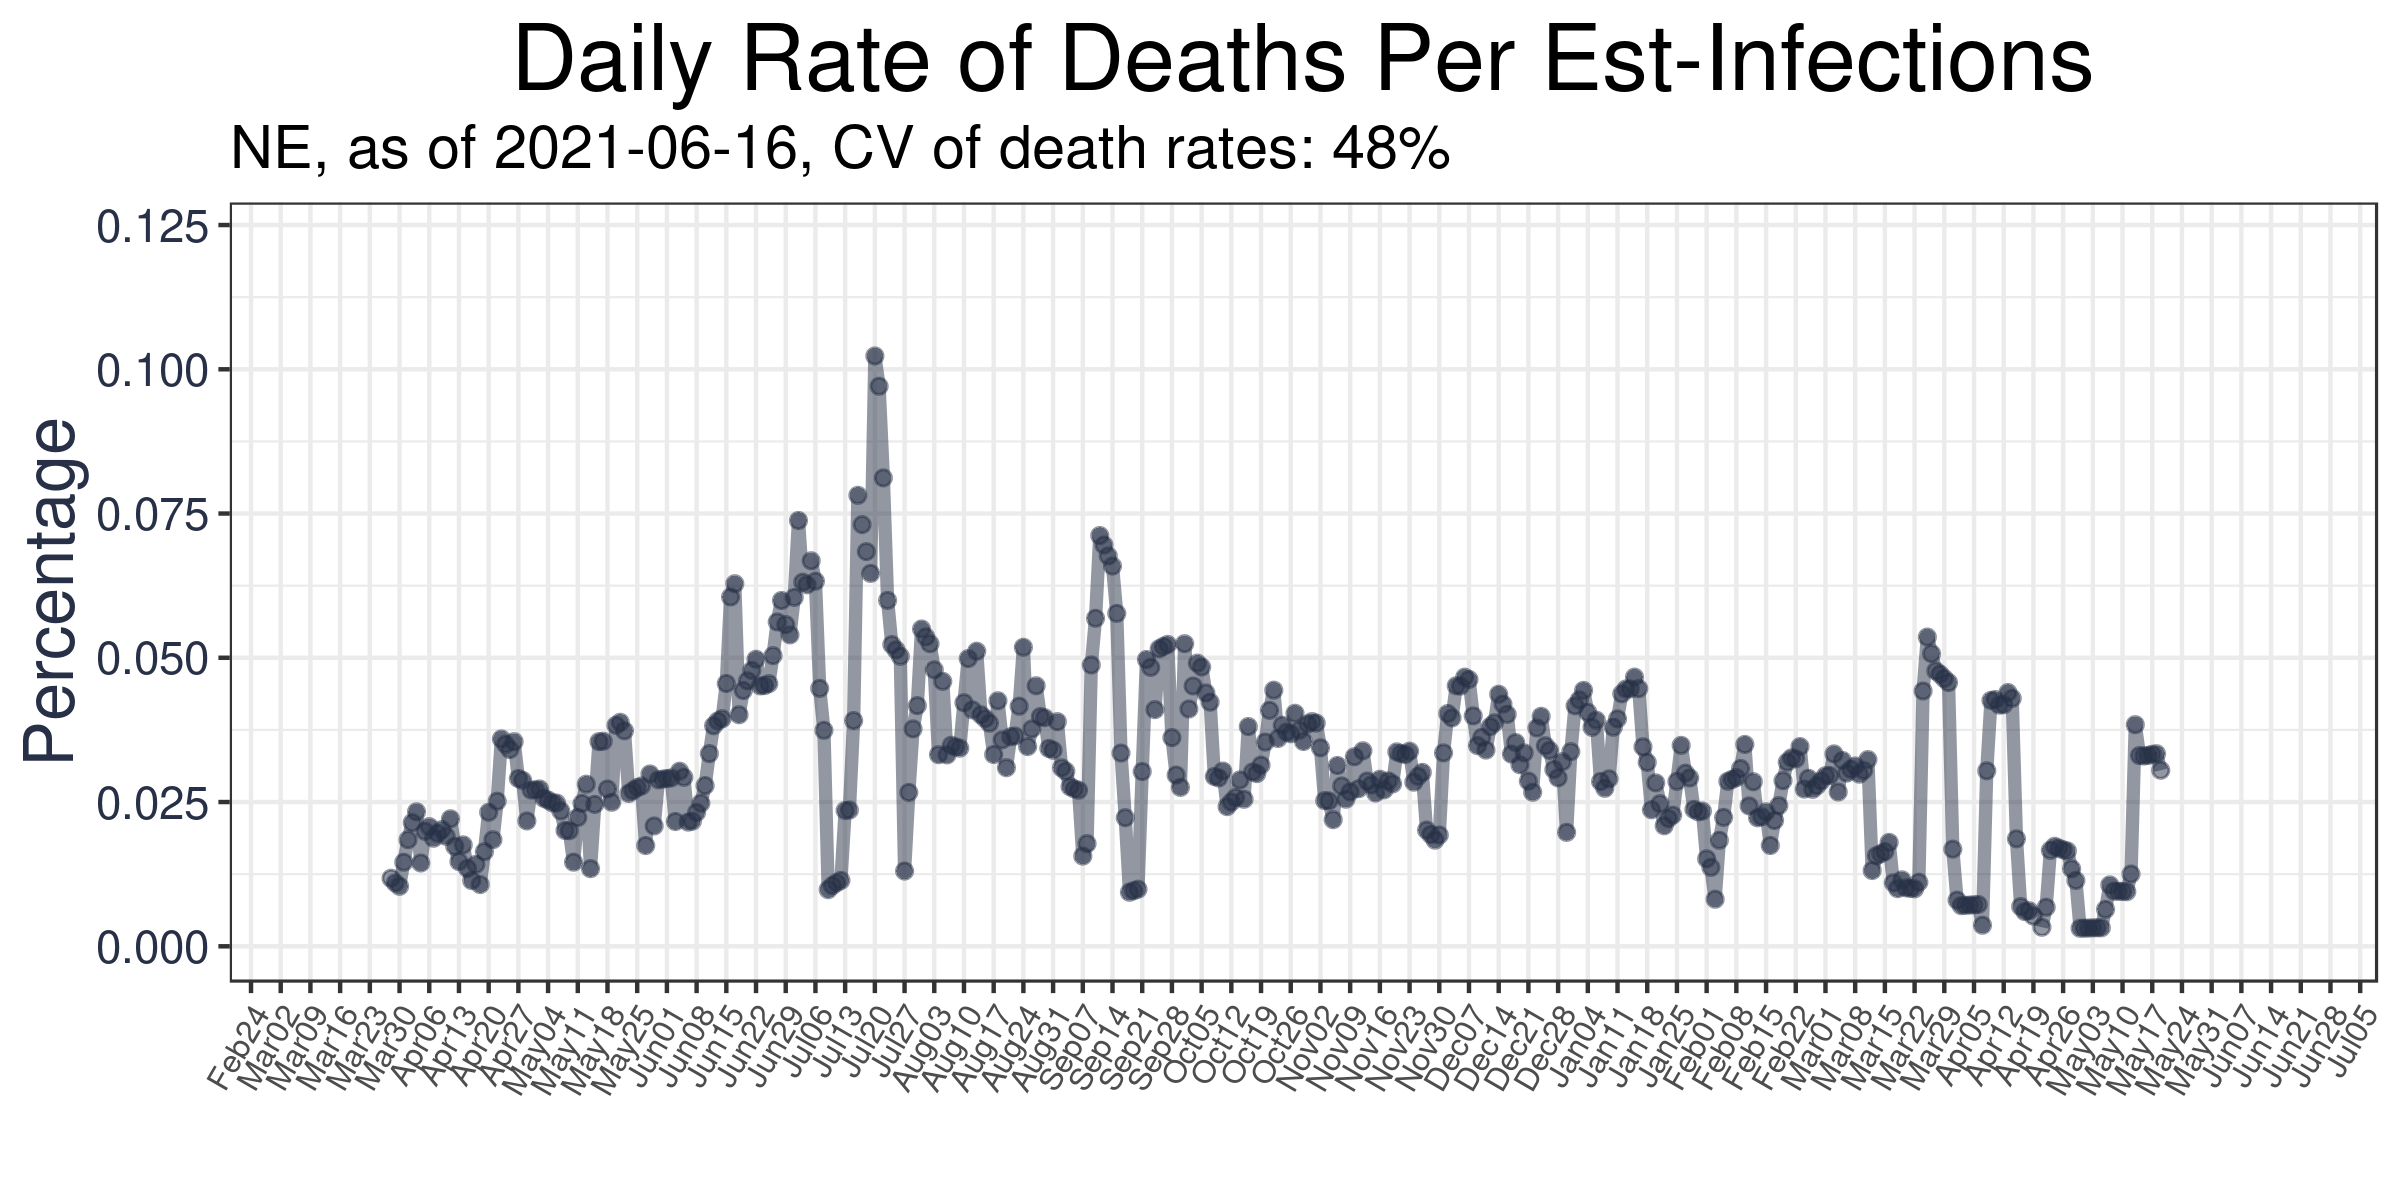 Daily Rate of Deaths Per Est-Infections
NE, as of 2021-06-16, CV of death rates: 48%
Percentage
0.125
0.100
0.075
0.050
0.025
0.000
Feb24
Mar02
Mar09
Mar16
Mar23
Mar30
Apr06
Apr13
Apr20
Apr27
May04
May11
May18
May25
Jun01
Jun08
Jun15
Jun22
Jun29
Jul06
Jul13
Jul20
Jul27
Aug03
Aug10
Aug17
Aug24
Aug31
Sep07
Sep14
Sep21
Sep28
Oct05
Oct12
Oct19
Oct26
Nov02
Nov09
Nov16
Nov23
Nov30
Dec07
Dec14
Dec21
Dec28
Jan04
Jan11
Jan18
Jan25
Feb01
Feb08
Feb15
Feb22
Mar01
Mar08
Mar15
Mar22
Mar29
Apr05
Apr12
Apr19
Apr26
May03
May10
May17
May24
May31
Jun07
Jun14
Jun21
Jun28
Jul05